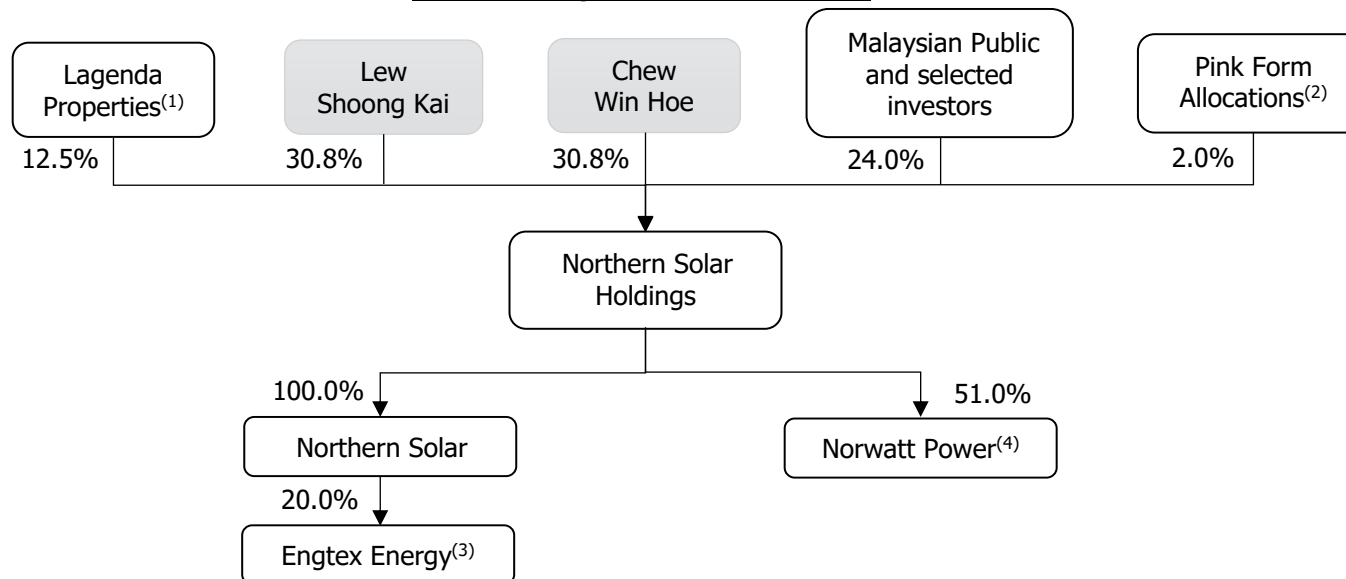 Lagenda
Properties(1)
Lew
Shoong Kai
Chew
Win Hoe
Malaysian Public
and selected
investors
Pink Form
Allocations(2)
12.5%
30.8%
30.8%
24.0%
2.0%
Northern Solar
Holdings
100.0%
51.0%
Northern Solar
Norwatt Power(4)
20.0%
Engtex Energy(3)